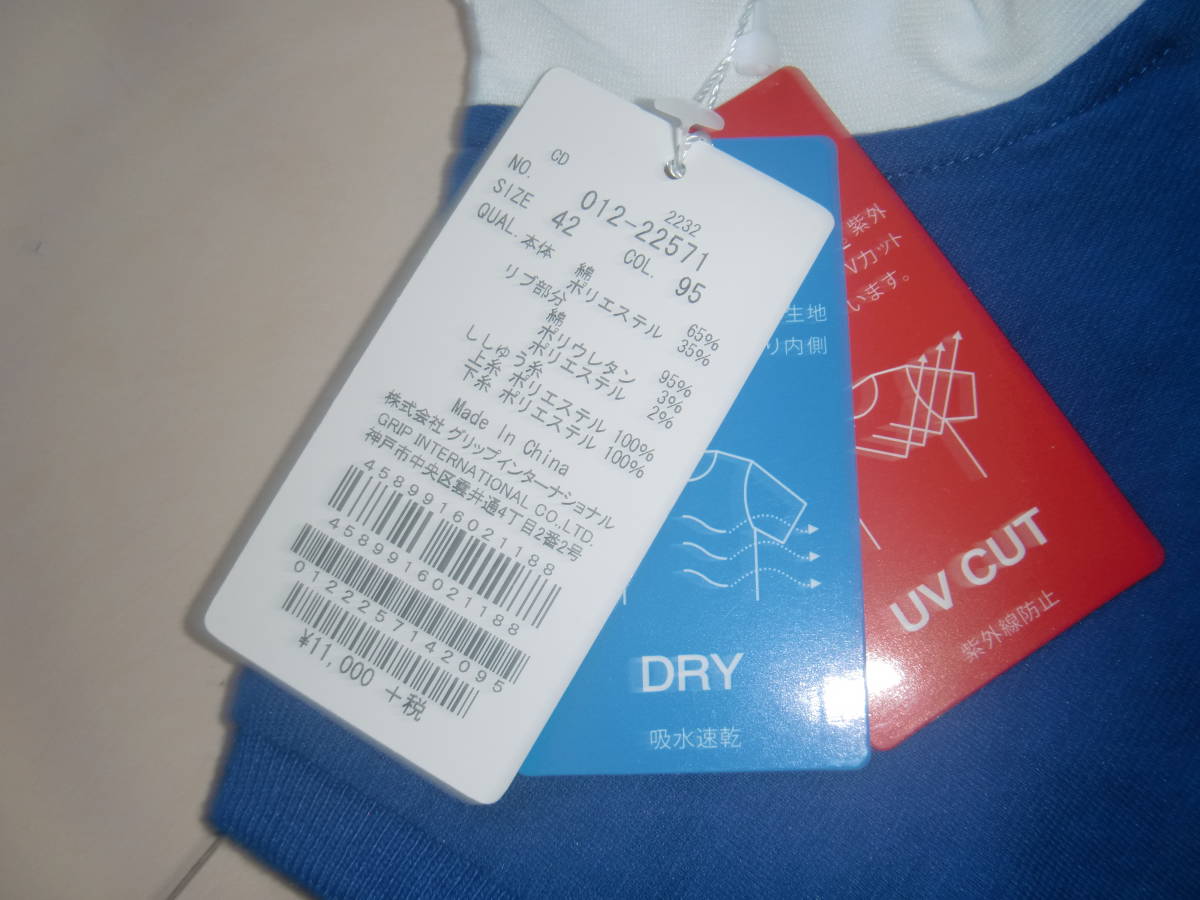 CD 2232
NO. 012-22571
SIZE 42 COL. 95
QUAL. 本体 綿 65%
ポリエステル 35%
リブ部分
綿 95%
ポリウレタン 3%
ポリエステル 2%
ししゅう糸
上糸 ポリエステル 100%
下糸 ポリエステル 100%
Made In China
株式会社 グリップインターナショナル
GRIP INTERNATIONAL CO.,LTD.
神戸市中央区雲井通4丁目2番2号
4589916021188
4589916021188
0122257142095
¥11,000 +税
生地
り内側
DRY
吸水速乾
紫外
Vカット
います。
UV CUT
紫外線防止